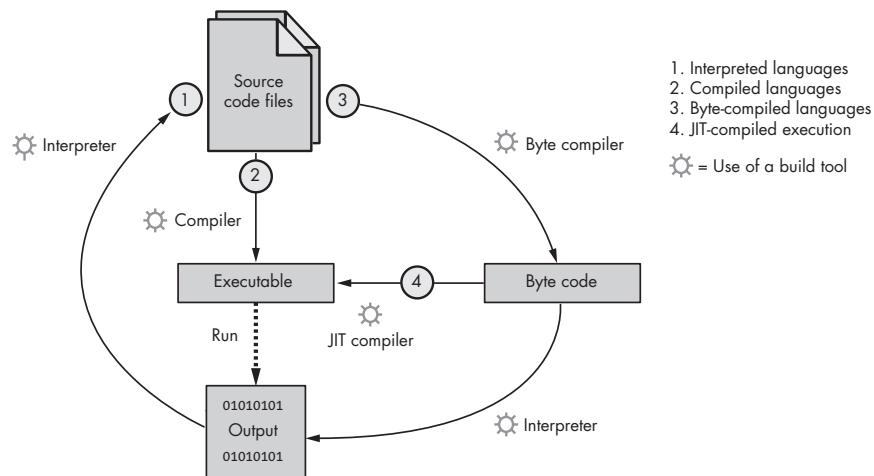 Source
code files
1
3
2
Interpreter
Byte compiler
Compiler
Executable
4
Byte code
Run
JIT compiler
01010101
Output
01010101
Interpreter
1. Interpreted languages
2. Compiled languages
3. Byte-compiled languages
4. JIT-compiled execution
= Use of a build tool